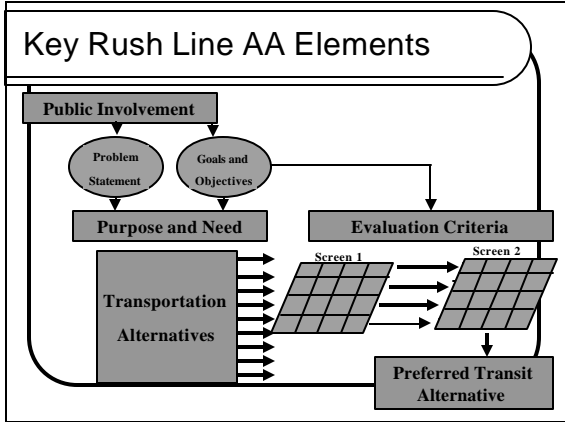 Key Rush Line AA Elements
Public Involvement
Problem
Statement
Goals and
Objectives
Purpose and Need
Evaluation Criteria
Screen 1
Screen 2
Transportation
Alternatives
Preferred Transit
Alternative